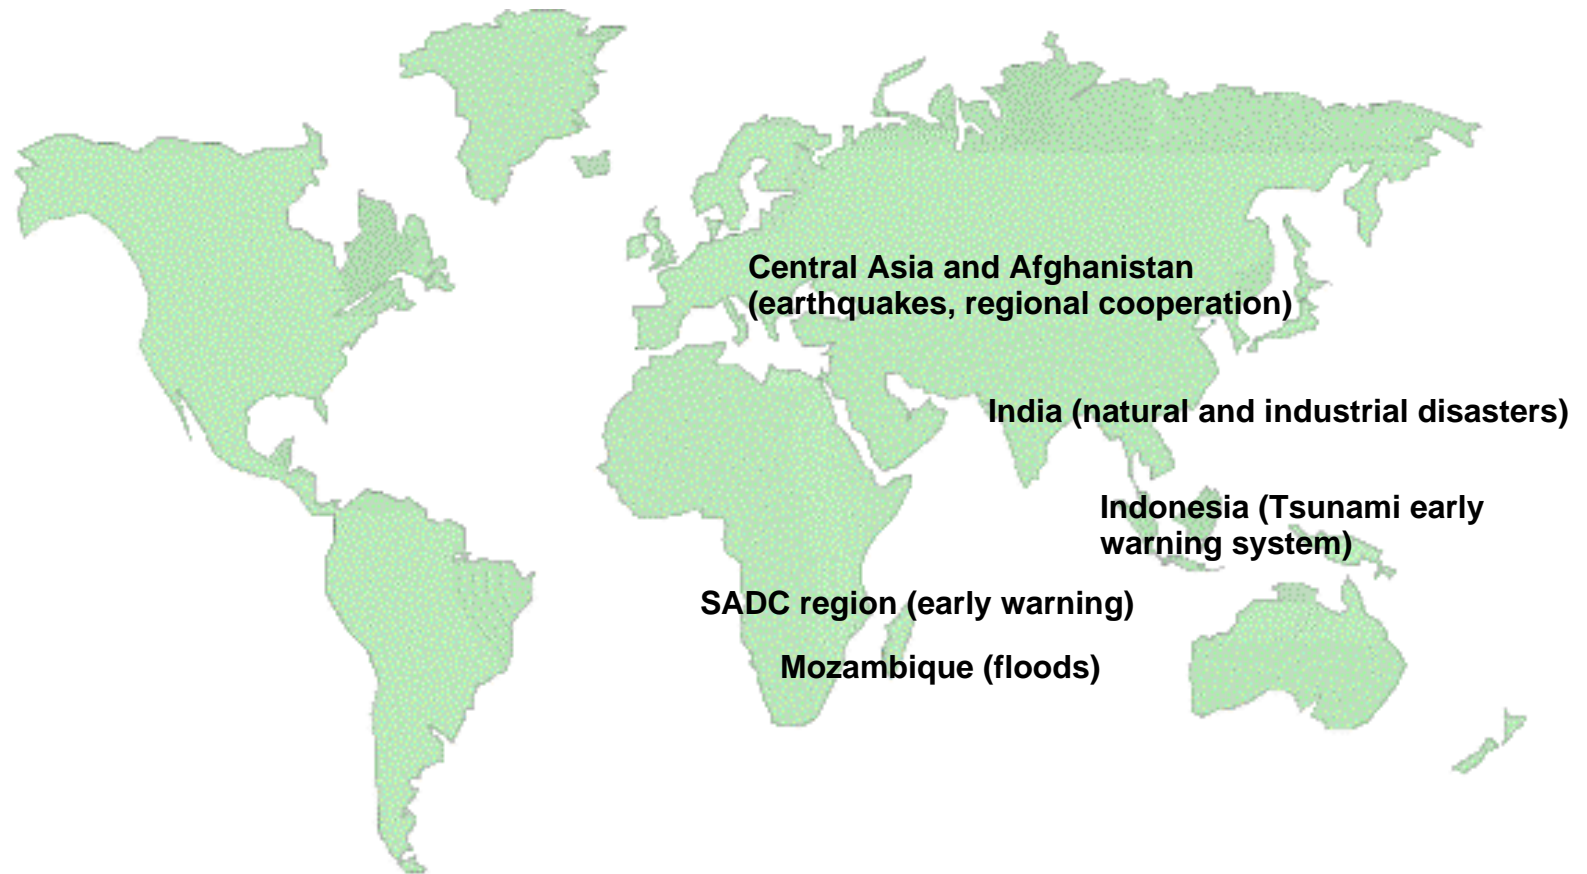 Central Asia and Afghanistan
(earthquakes, regional cooperation)
India (natural and industrial disasters)
Indonesia (Tsunami early
warning system)
SADC region (early warning)
Mozambique (floods)